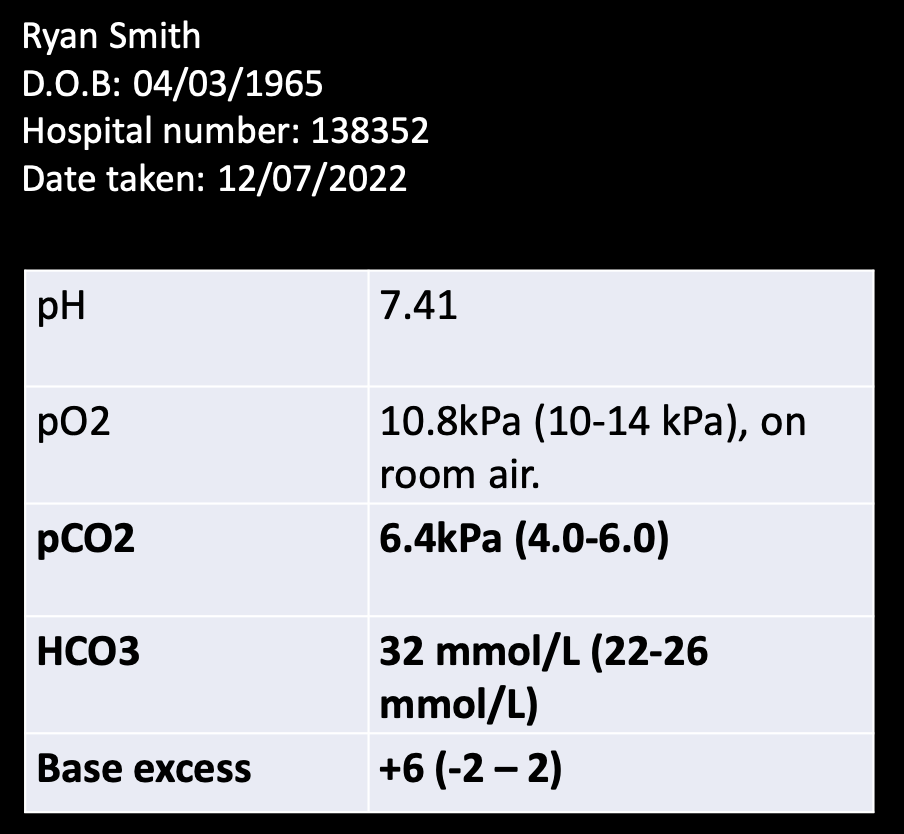 Ryan Smith
D.O.B: 04/03/1965
Hospital number: 138352
Date taken: 12/07/2022
pH 7.41
pO2 10.8kPa (10-14 kPa), on
room air.
pCO2 6.4kPa (4.0-6.0)
HCO3 32 mmol/L (22-26
mmol/L)
Base excess +6 (-2 – 2)